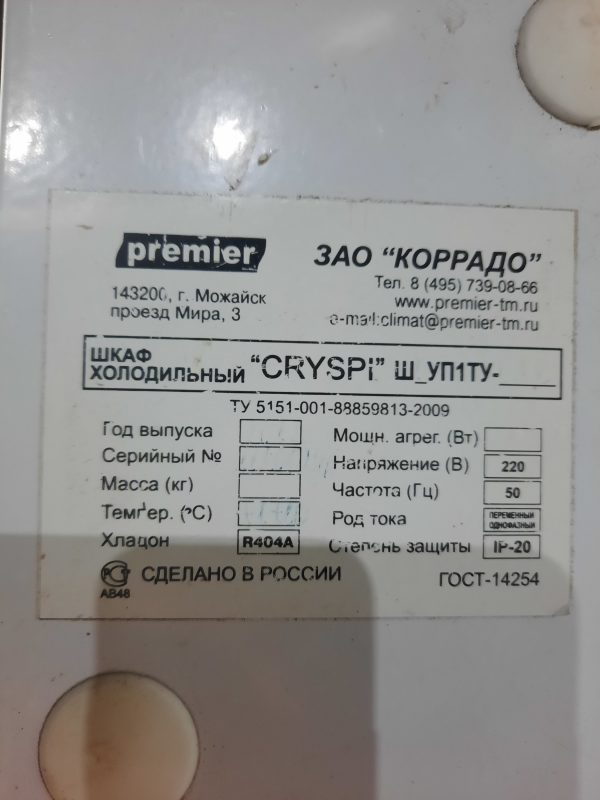 premier
ЗАО "КОРРАДО"
143200, г. Можайск
проезд Мира, 3
Тел. 8 (495) 739-08-66
www.premier-tm.ru
e-mail:climat@premier-tm.ru
ШКАФ
ХОЛОДИЛЬНЫЙ "CRYSPI" Ш_УП1ТУ-____
ТУ 5151-001-88859813-2009
Год выпуска
Серийный №
Масса (кг)
Темпер. (°С)
Хладон R404A
Мощн. агрег. (Вт)
Напряжение (В) 220
Частота (Гц) 50
Род тока ПЕРЕМЕННЫЙ ОДНОФАЗНЫЙ
Степень защиты IP-20
РСТ
АВ48
СДЕЛАНО В РОССИИ
ГОСТ-14254